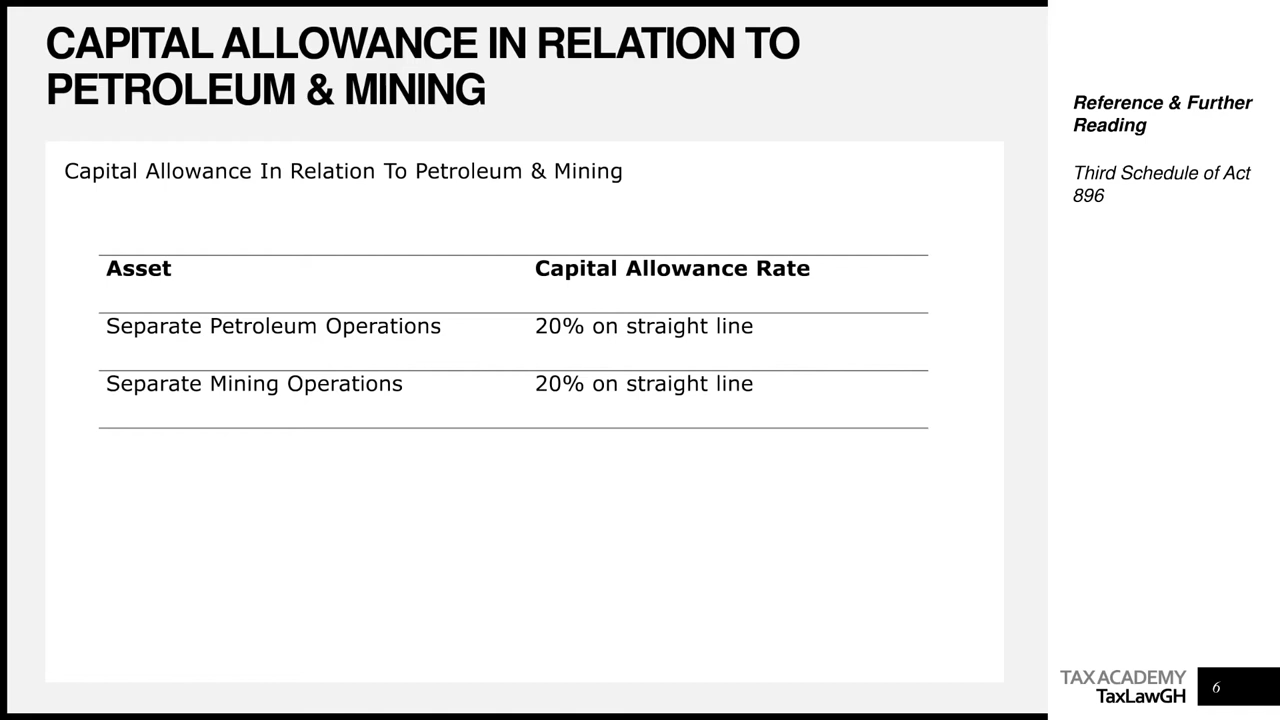 CAPITAL ALLOWANCE IN RELATION TO
PETROLEUM & MINING
Capital Allowance In Relation To Petroleum & Mining
Asset Capital Allowance Rate
Separate Petroleum Operations 20% on straight line
Separate Mining Operations 20% on straight line
Reference & Further
Reading
Third Schedule of Act
896
TAX ACADEMY
TaxLawGH
6